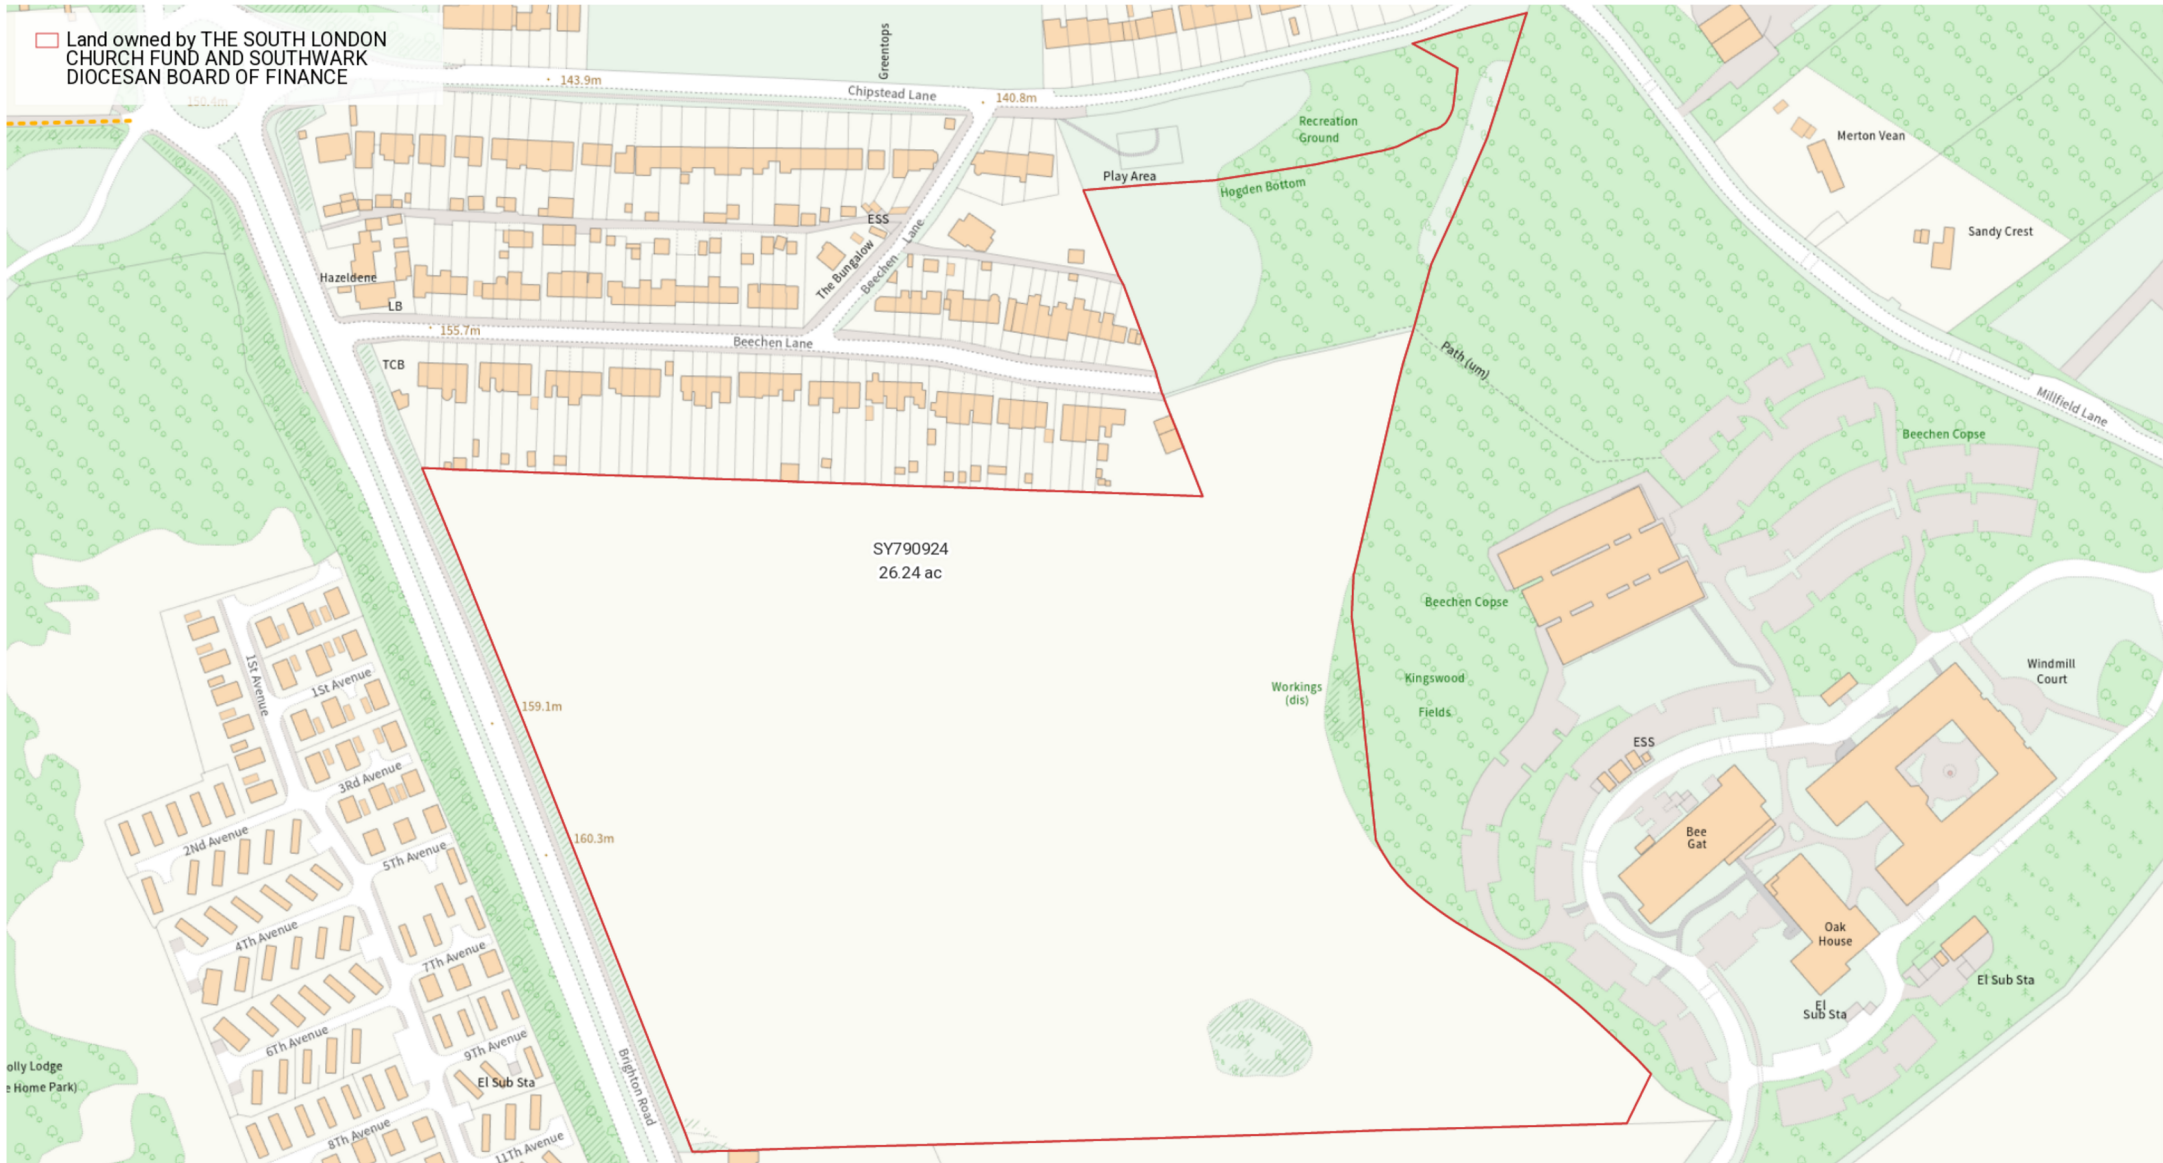 Land owned by THE SOUTH LONDON
CHURCH FUND AND SOUTHWARK
DIOCESAN BOARD OF FINANCE
150.4m
143.9m
Greentops
Chipstead Lane
140.8m
Recreation
Ground
Play Area
Hogden Bottom
Merton Vean
Sandy Crest
ESS
The Bungalow
Beechen Lane
Hazeldene
LB
155.7m
Beechen Lane
TCB
Path (um)
Millfield Lane
Beechen Copse
SY790924
26.24 ac
Beechen Copse
Workings
(dis)
Kingswood
Fields
Windmill
Court
ESS
1St Avenue
1St Avenue
159.1m
3Rd Avenue
2Nd Avenue
160.3m
5Th Avenue
Bee
Gat
4Th Avenue
7Th Avenue
Oak
House
El Sub Sta
El
Sub Sta
6Th Avenue
9Th Avenue
olly Lodge
e Home Park)
El Sub Sta
Brighton Road
8Th Avenue
11Th Avenue